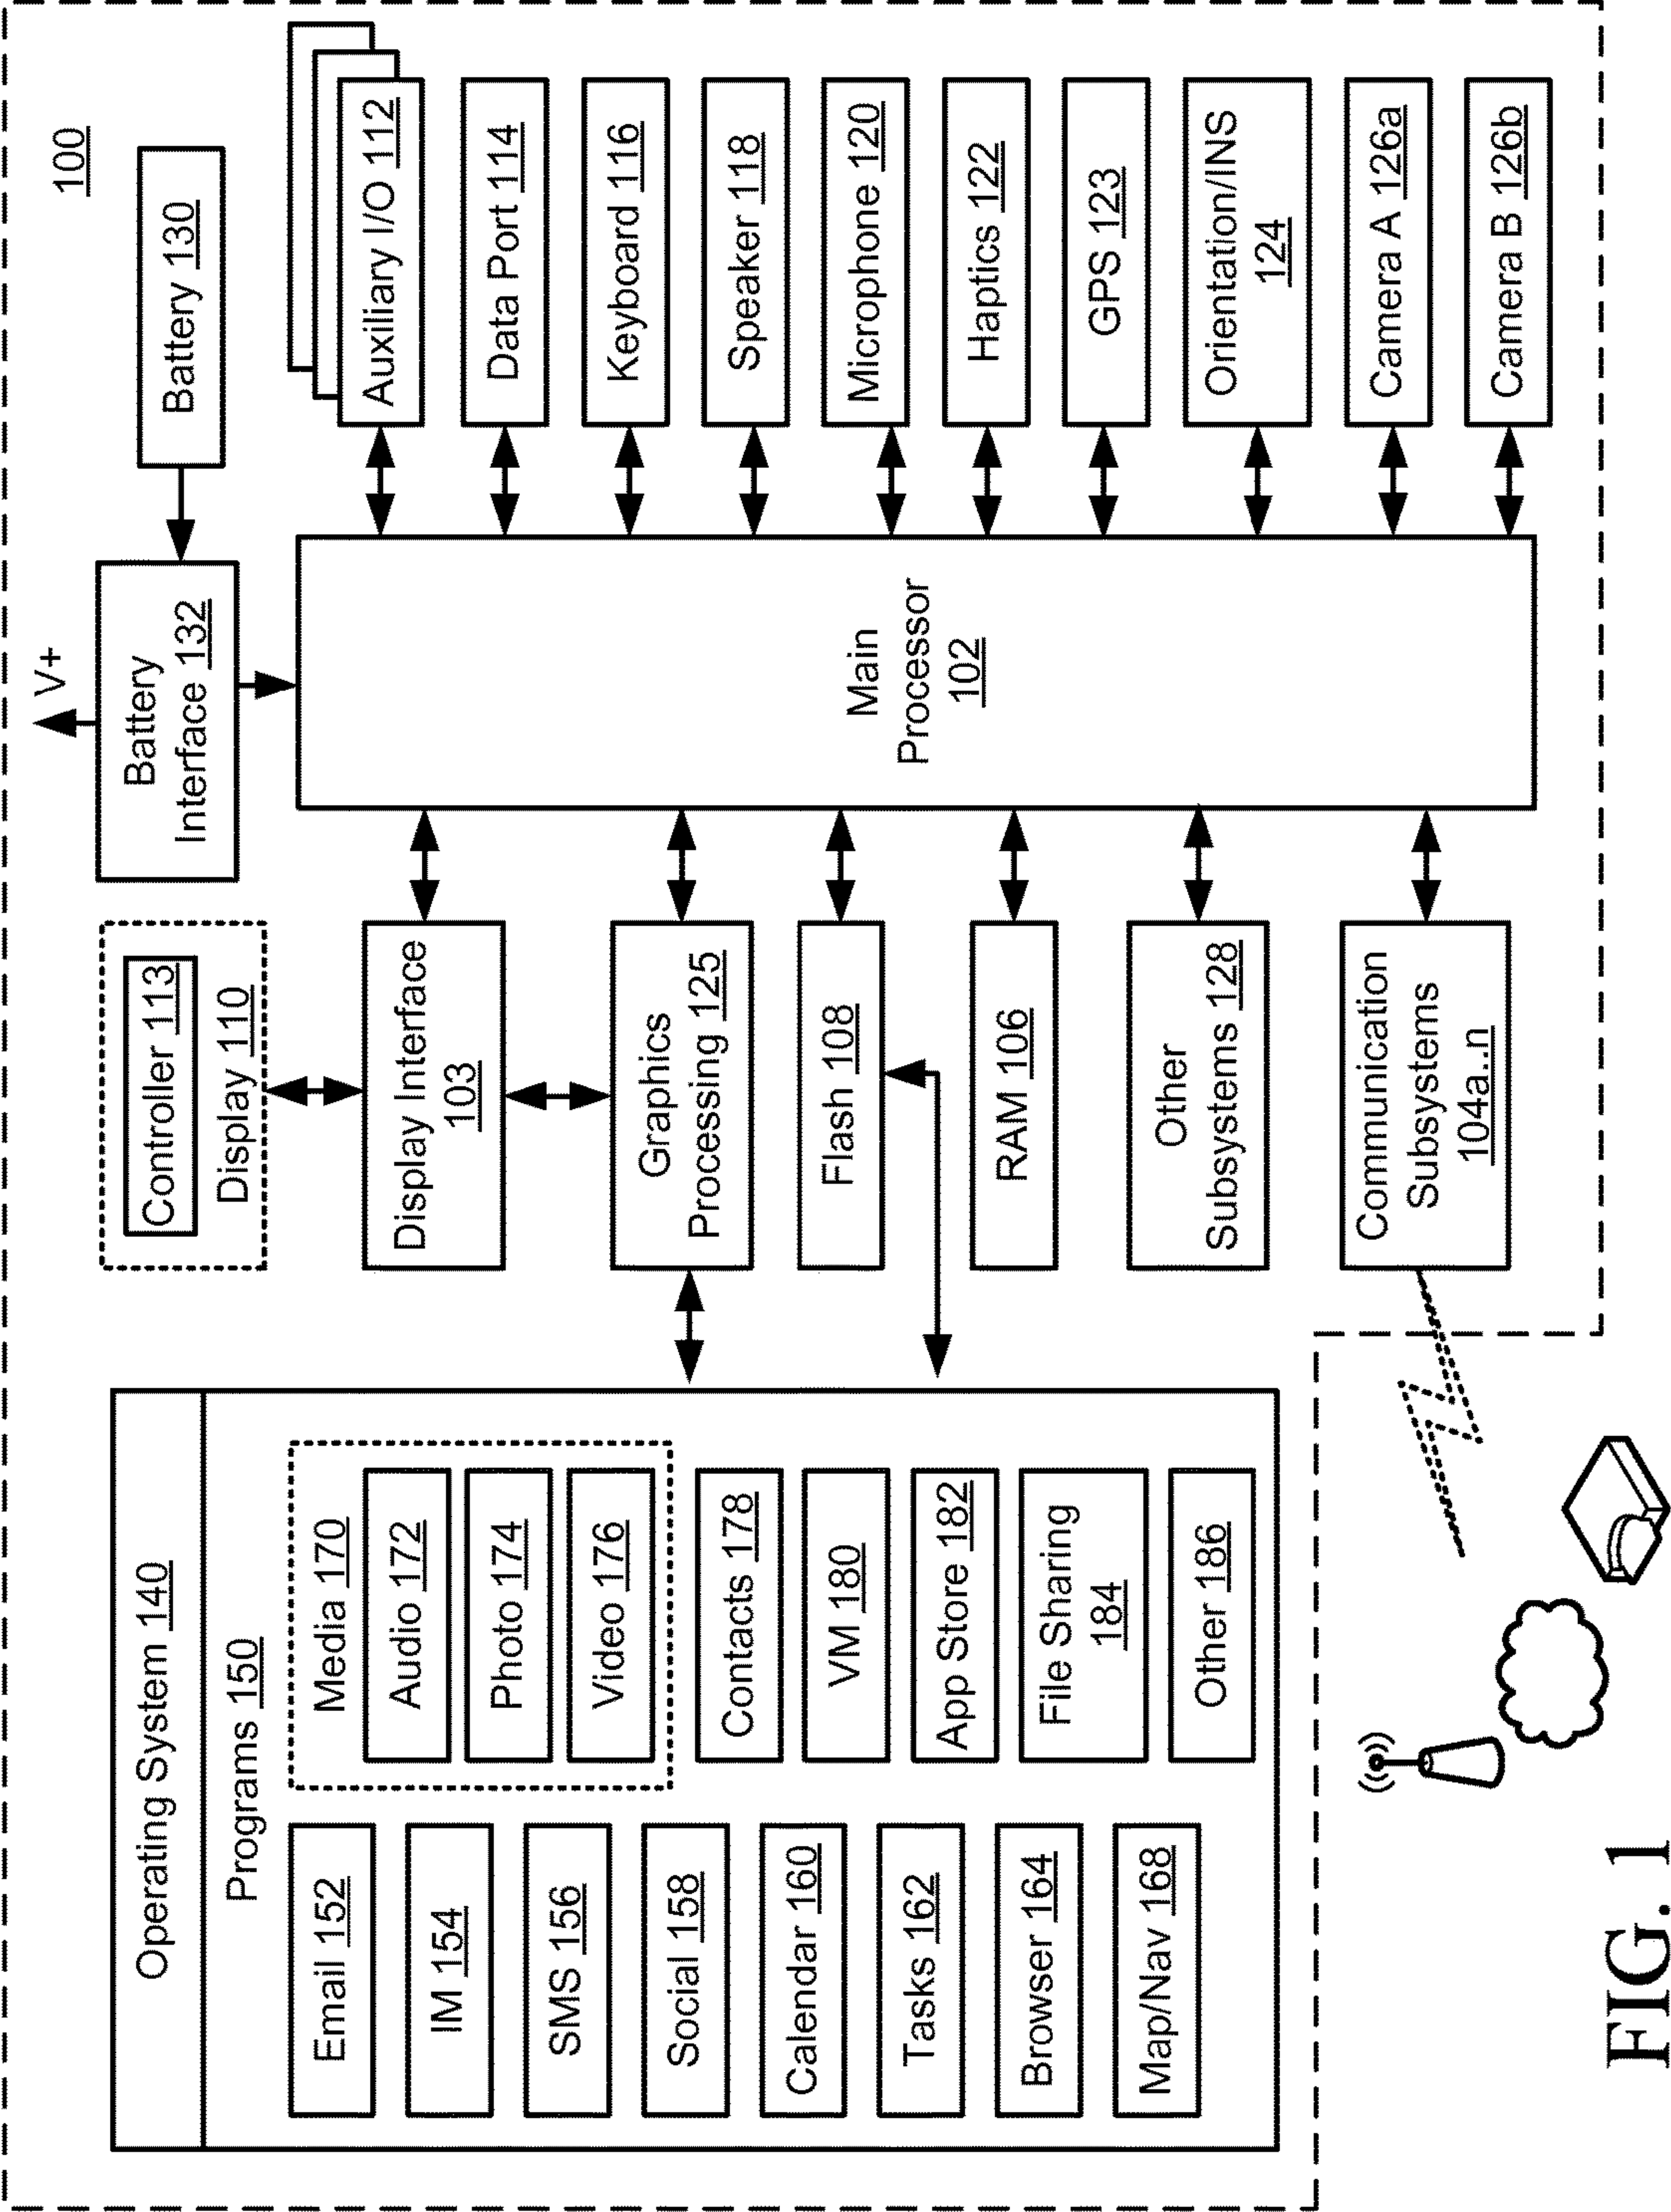 100
V+
Battery 130
Battery
Interface 132
Controller 113
Display 110
Operating System 140
Programs 150
Email 152
IM 154
SMS 156
Social 158
Calendar 160
Tasks 162
Browser 164
Map/Nav 168
Media 170
Audio 172
Photo 174
Video 176
Contacts 178
VM 180
App Store 182
File Sharing
184
Other 186
Display Interface
103
Graphics
Processing 125
Flash 108
RAM 106
Other
Subsystems 128
Communication
Subsystems
104a..n
Main
Processor
102
Auxiliary I/O 112
Data Port 114
Keyboard 116
Speaker 118
Microphone 120
Haptics 122
GPS 123
Orientation/INS
124
Camera A 126a
Camera B 126b
FIG. 1